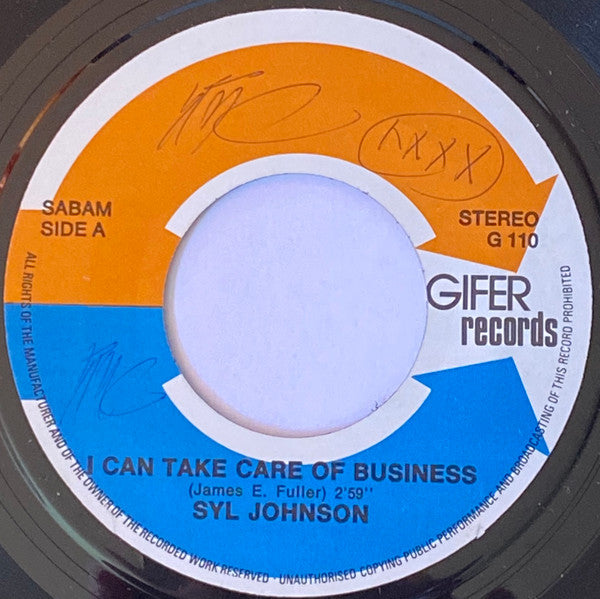 XXXX
SABAM
SIDE A
STEREO
G 110
GIFER
records
I CAN TAKE CARE OF BUSINESS
(James E. Fuller) 2'59''
SYL JOHNSON
ALL RIGHTS OF THE MANUFACTURER AND OF THE OWNER OF THE RECORDED WORK RESERVED - UNAUTHORISED COPYING PUBLIC PERFORMANCE AND BROADCASTING OF THIS RECORD PROHIBITED